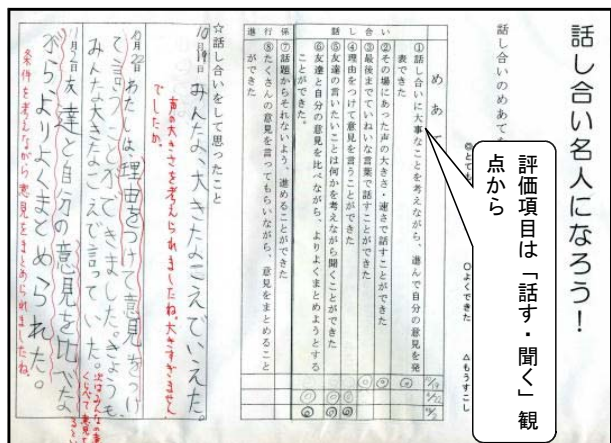 話し合い名人になろう！
話し合いのめあて
◎とても
○よくできた
△もうすこし
評価項目は「話す・聞く」観
点から
めあて
話し合い
①話し合いに大事なことを考えながら、進んで自分の意見を発
表できた
②その場にあった声の大きさ・速さで話すことができた
③最後までていねいな言葉で話すことができた
④理由をつけて意見を言うことができた
⑤友達の言いたいことは何かを考えながら聞くことができた
⑥友達と自分の意見を比べながら、よりよくまとめようとする
ことができた。
進行係
⑦話題からそれないよう、進めることができた
⑧たくさんの意見を言ってもらいながら、意見をまとめること
ができた
☆話し合いをして思ったこと
10月19日
みんな、大きなこえでいえた。
声の大きさを考えられましたね。大きすぎません
でしたか。
10月22日
わたしは、理由をつけて意見をつけ
て言うことができました。きょうも、
みんな大きなこえで言っていた。
11月2日
友達と自分の意見を比べな
がら、よりよくまとめられた。
条件を考えながら意見をまとめられましたね。